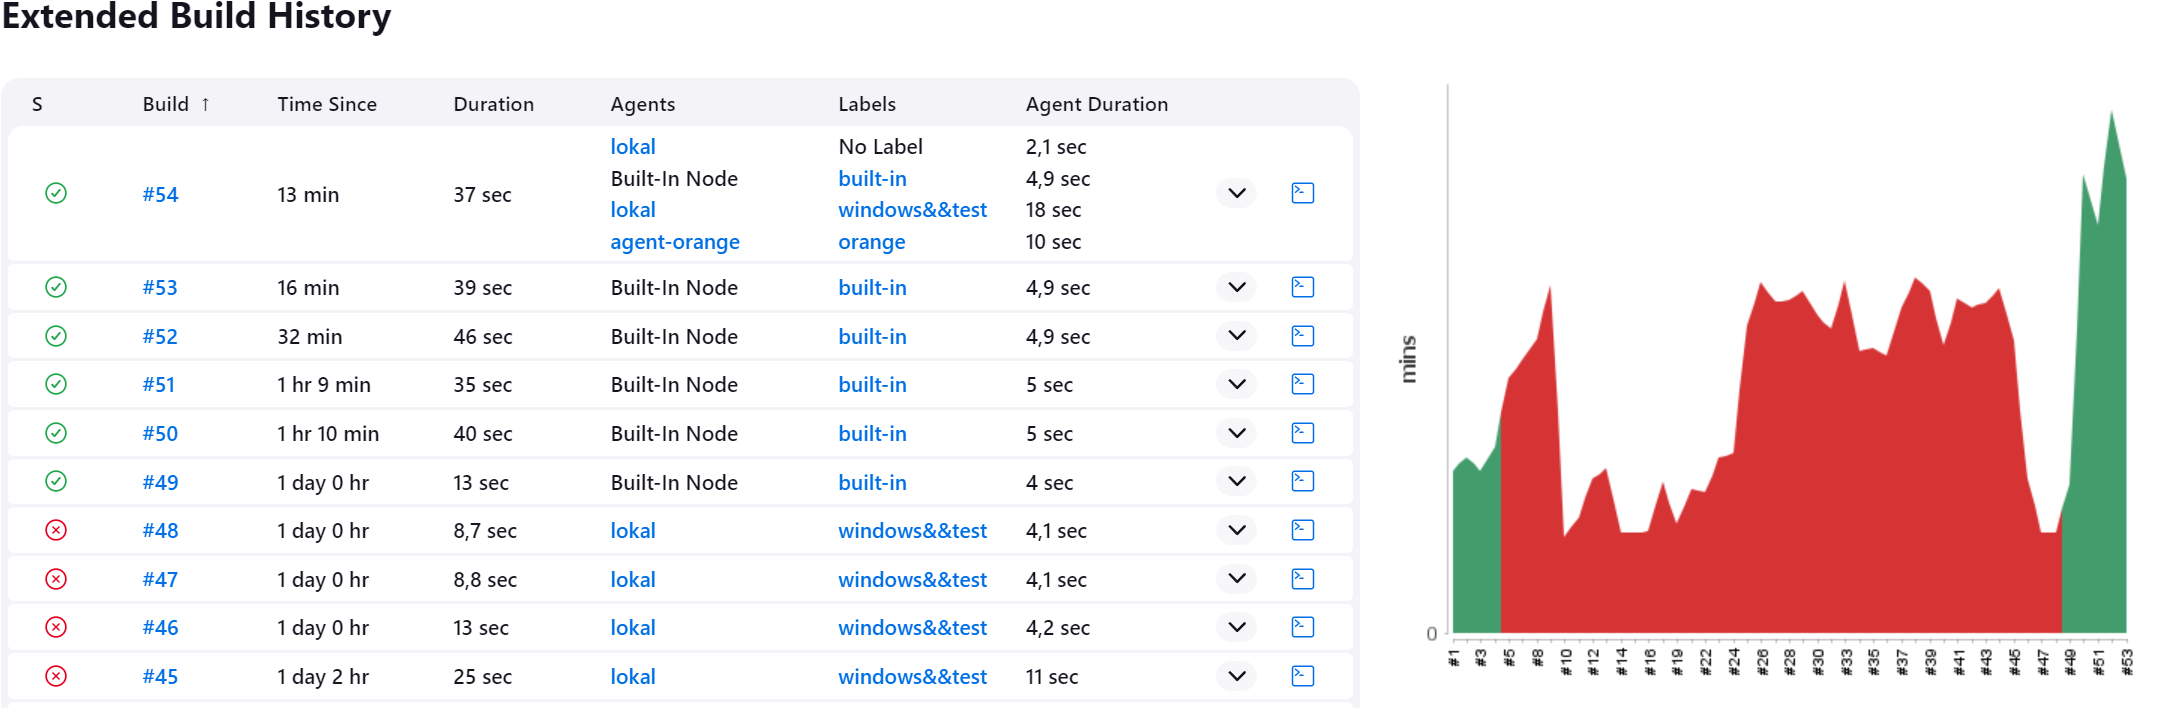 Extended Build History
S Build ↑ Time Since Duration Agents Labels Agent Duration
#54 13 min 37 sec
lokal No Label 2,1 sec
Built-In Node built-in 4,9 sec
lokal windows&&test 18 sec
agent-orange orange 10 sec
#53 16 min 39 sec Built-In Node built-in 4,9 sec
#52 32 min 46 sec Built-In Node built-in 4,9 sec
#51 1 hr 9 min 35 sec Built-In Node built-in 5 sec
#50 1 hr 10 min 40 sec Built-In Node built-in 5 sec
#49 1 day 0 hr 13 sec Built-In Node built-in 4 sec
#48 1 day 0 hr 8,7 sec lokal windows&&test 4,1 sec
#47 1 day 0 hr 8,8 sec lokal windows&&test 4,1 sec
#46 1 day 0 hr 13 sec lokal windows&&test 4,2 sec
#45 1 day 2 hr 25 sec lokal windows&&test 11 sec
mins
0
#1 #3 #5 #8 #10 #12 #14 #16 #19 #22 #24 #26 #28 #30 #33 #35 #37 #39 #41 #43 #45 #47 #49 #51 #53